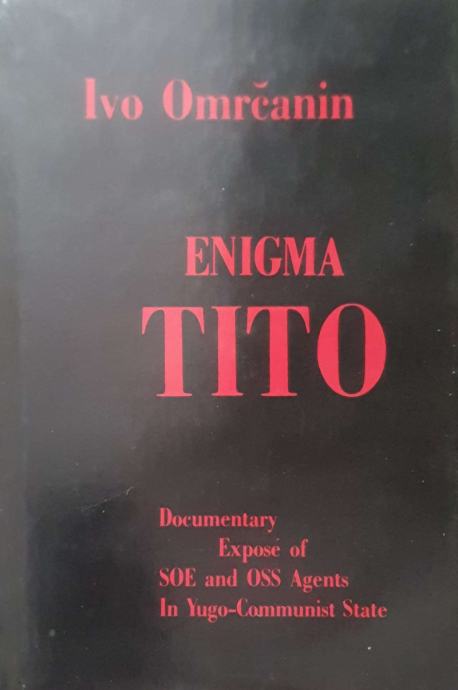 Ivo Omrčanin
ENIGMA
TITO
Documentary
Exposé of
SOE and OSS Agents
In Yugo-Communist State